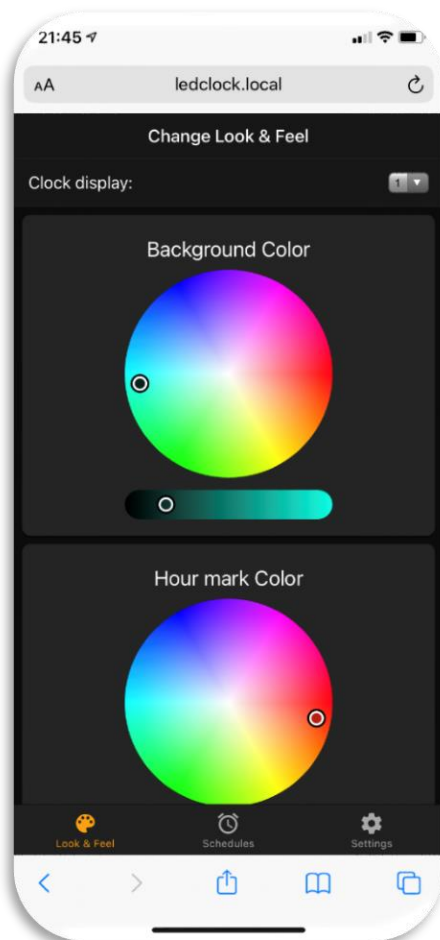 21:45
AA
ledclock.local
Change Look & Feel
Clock display:
1
Background Color
Hour mark Color
Look & Feel
Schedules
Settings